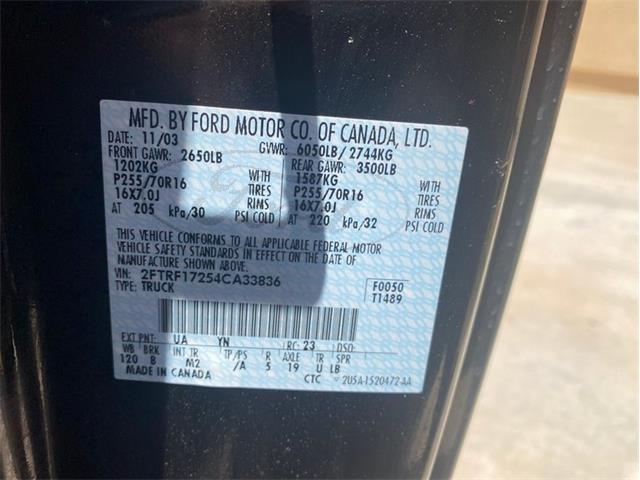 MFD. BY FORD MOTOR CO. OF CANADA, LTD.
DATE: 11/03 GVWR: 6050LB/ 2744KG
FRONT GAWR: 2650LB REAR GAWR: 3500LB
1202KG WITH 1587KG WITH
P255/70R16 TIRES P255/70R16 TIRES
16X7.0J RIMS 16X7.0J RIMS
AT 205 kPa/30 PSI COLD AT 220 kPa/32 PSI COLD
THIS VEHICLE CONFORMS TO ALL APPLICABLE FEDERAL MOTOR
VEHICLE SAFETY STANDARDS IN EFFECT ON THE DATE OF
MANUFACTURE SHOWN ABOVE.
VIN: 2FTRF17254CA33836 F0050
TYPE: TRUCK T1489
EXT PNT: UA YN RC: 23 DSO:
WB BRK INT TR TP/PS R AXLE TR SPR
120 B M2 /A 5 19 U LB
MADE IN CANADA CTC 2U5A-1520472-AA